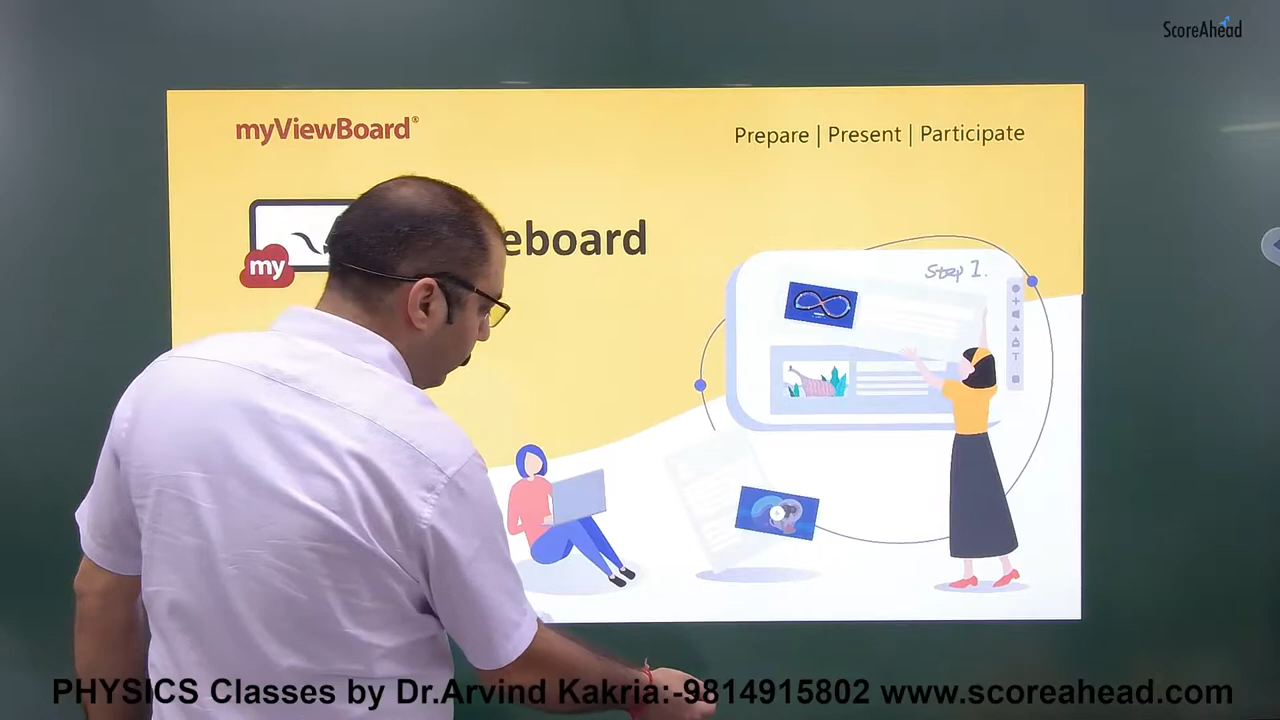 ScoreAhead
myViewBoard®
Prepare | Present | Participate
eboard
my
Step 1.
T
PHYSICS Classes by Dr.Arvind Kakria:-9814915802 www.scoreahead.com